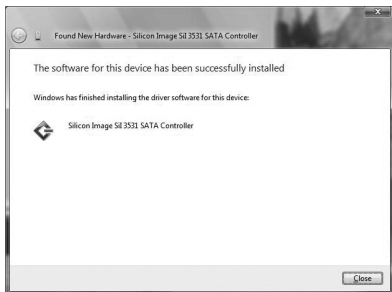 Found New Hardware - Silicon Image SiI 3531 SATA Controller
The software for this device has been successfully installed
Windows has finished installing the driver software for this device:
Silicon Image SiI 3531 SATA Controller
Close